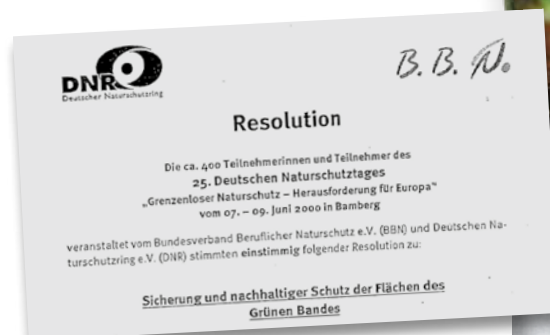 DNR
Deutscher Naturschutzring
B. B. N.
Resolution
Die ca. 400 Teilnehmerinnen und Teilnehmer des
25. Deutschen Naturschutztages
„Grenzenloser Naturschutz – Herausforderung für Europa“
vom 07. – 09. Juni 2000 in Bamberg
veranstaltet vom Bundesverband Beruflicher Naturschutz e.V. (BBN) und Deutschen Na-
turschutzring e.V. (DNR) stimmten einstimmig folgender Resolution zu:
Sicherung und nachhaltiger Schutz der Flächen des
Grünen Bandes